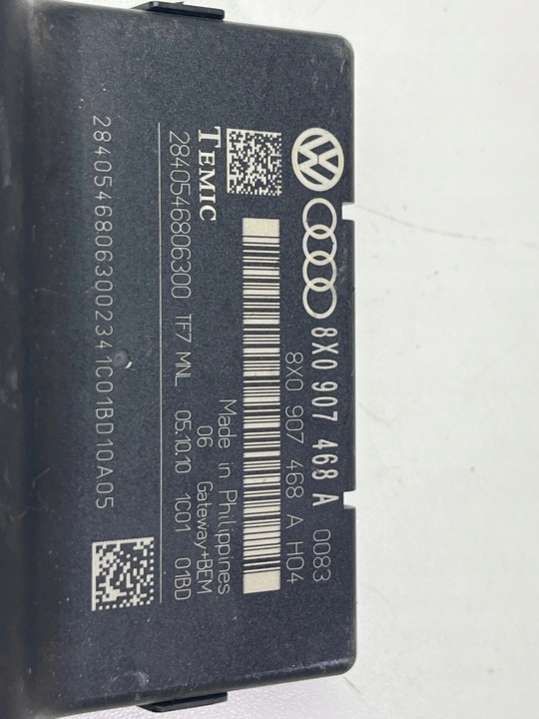 8X0 907 468 A 0083
8X0 907 468 A H04
Made in Philippines
06 Gateway+BEM
TEMIC
2840546806300 TF7 MNL 05.10.10 1C01 01BD
28405468063002341C01BD10A05